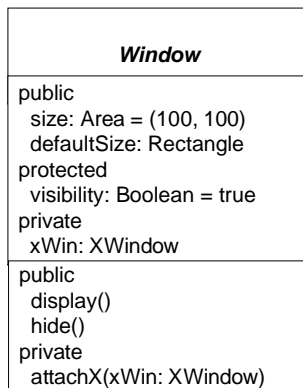 Window
public
size: Area = (100, 100)
defaultSize: Rectangle
protected
visibility: Boolean = true
private
xWin: XWindow
public
display()
hide()
private
attachX(xWin: XWindow)